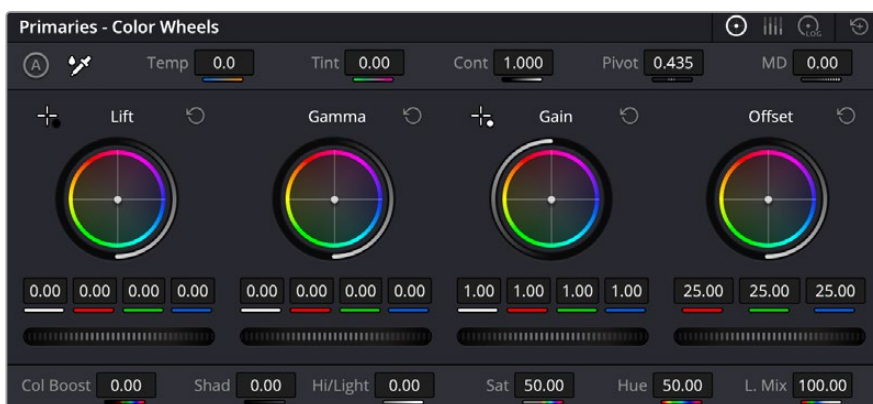 Primaries - Color Wheels
LOG
A Temp 0.0 Tint 0.00 Cont 1.000 Pivot 0.435 MD 0.00
Lift Gamma Gain Offset
0.00 0.00 0.00 0.00 0.00 0.00 0.00 0.00 1.00 1.00 1.00 1.00 25.00 25.00 25.00
Col Boost 0.00 Shad 0.00 Hi/Light 0.00 Sat 50.00 Hue 50.00 L. Mix 100.00